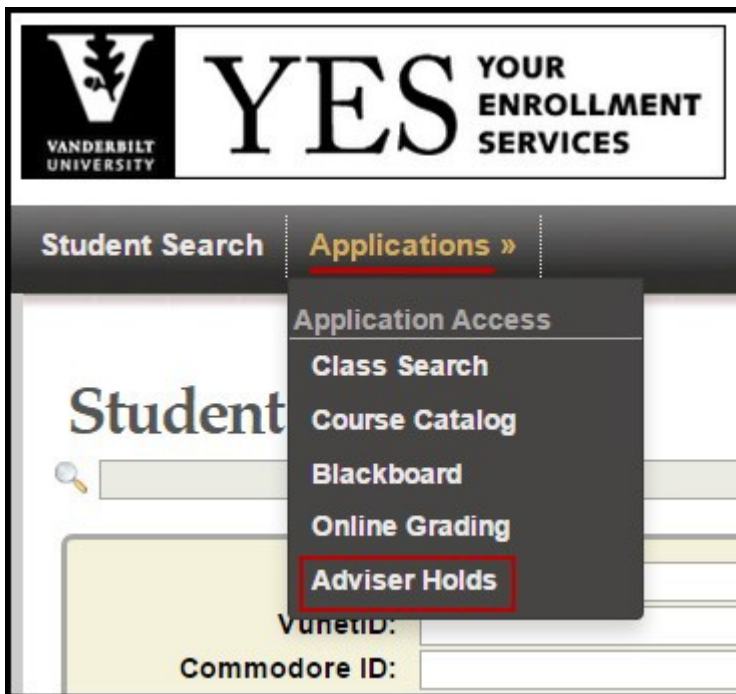 VANDERBILT
UNIVERSITY
YES
YOUR
ENROLLMENT
SERVICES
Student Search
Applications »
Application Access
Class Search
Course Catalog
Blackboard
Online Grading
Adviser Holds
Student
VunetID:
Commodore ID: